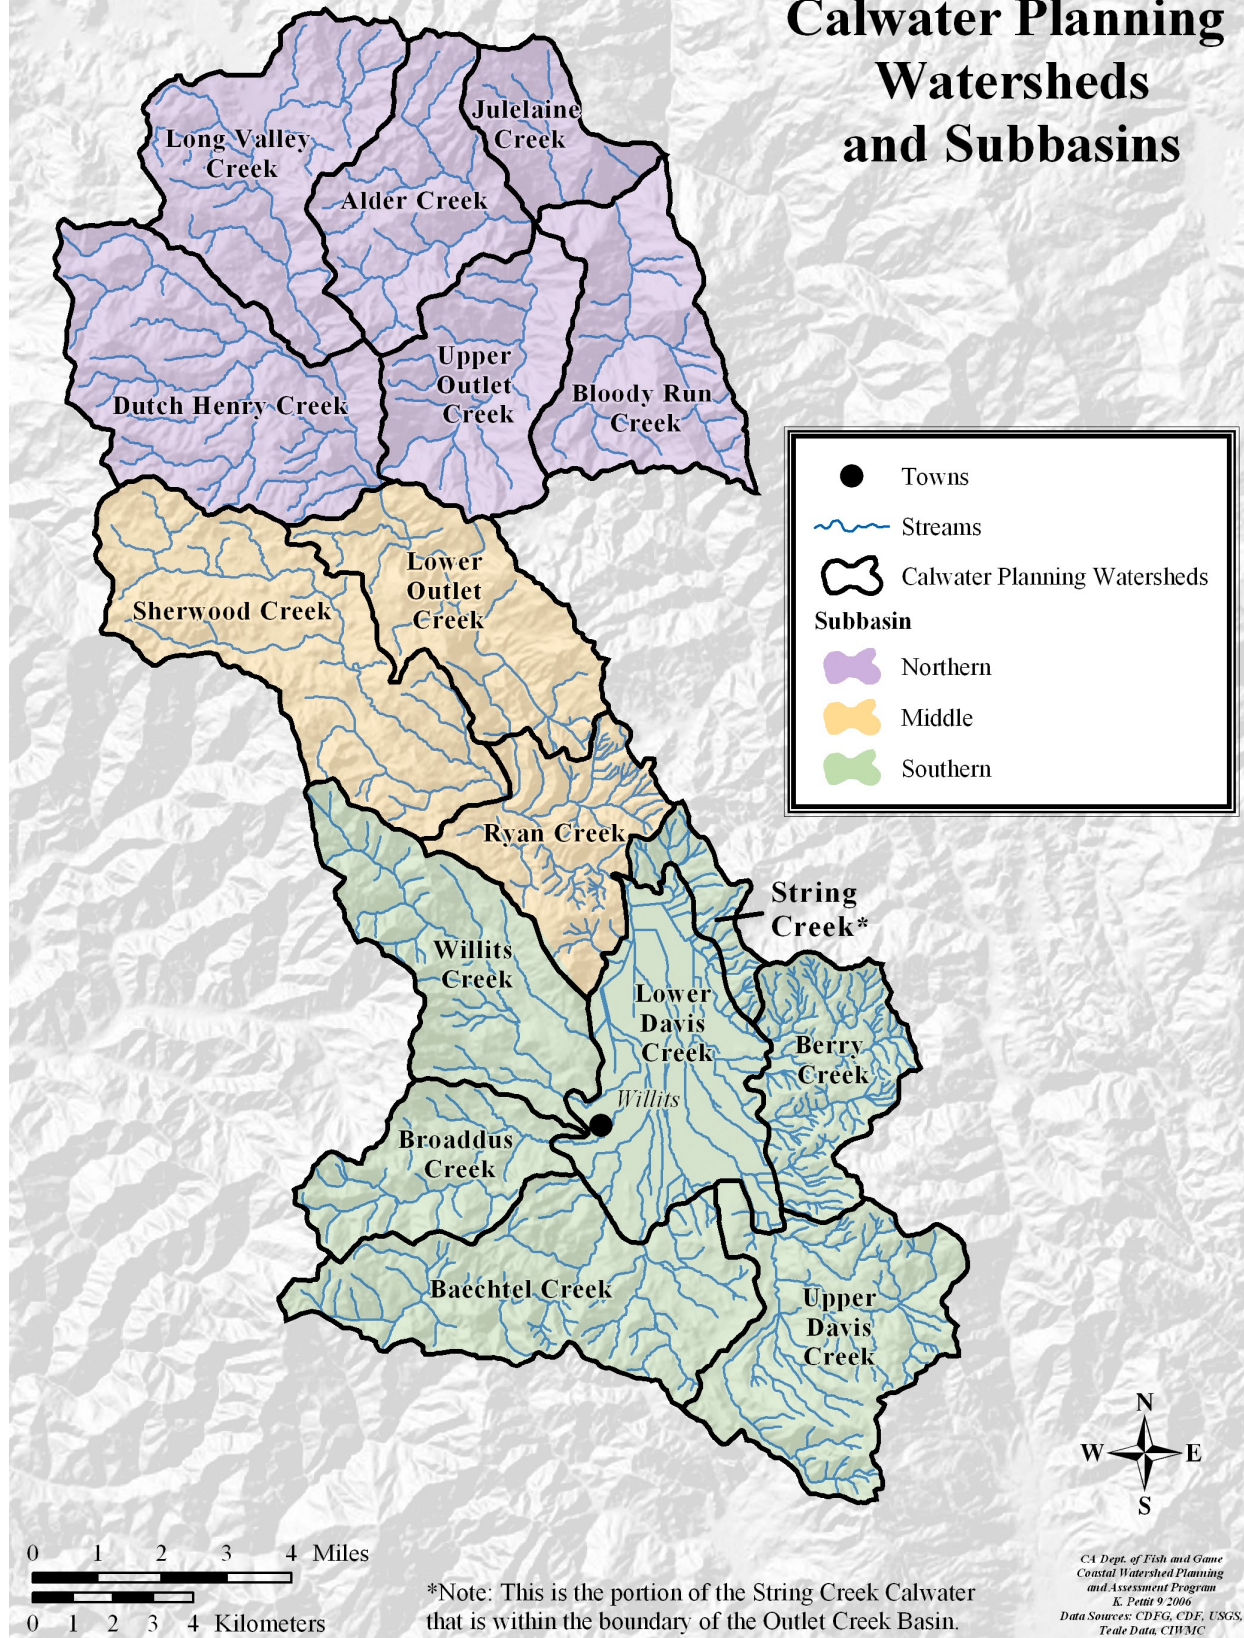 Calwater Planning
Watersheds
and Subbasins
Julelaine
Creek
Long Valley
Creek
Alder Creek
Upper
Outlet
Creek
Bloody Run
Creek
Dutch Henry Creek
Towns
Streams
Calwater Planning Watersheds
Subbasin
Northern
Middle
Southern
Lower
Outlet
Creek
Sherwood Creek
Ryan Creek
String
Creek*
Willits
Creek
Lower
Davis
Creek
Berry
Creek
Willits
Broaddus
Creek
Baechtel Creek
Upper
Davis
Creek
N
W E
S
0 1 2 3 4 Miles
0 1 2 3 4 Kilometers
*Note: This is the portion of the String Creek Calwater
that is within the boundary of the Outlet Creek Basin.
CA Dept. of Fish and Game
Coastal Watershed Planning
and Assessment Program
K. Pettit 9/2006
Data Sources: CDFG, CDF, USGS,
Teale Data, CIWMC